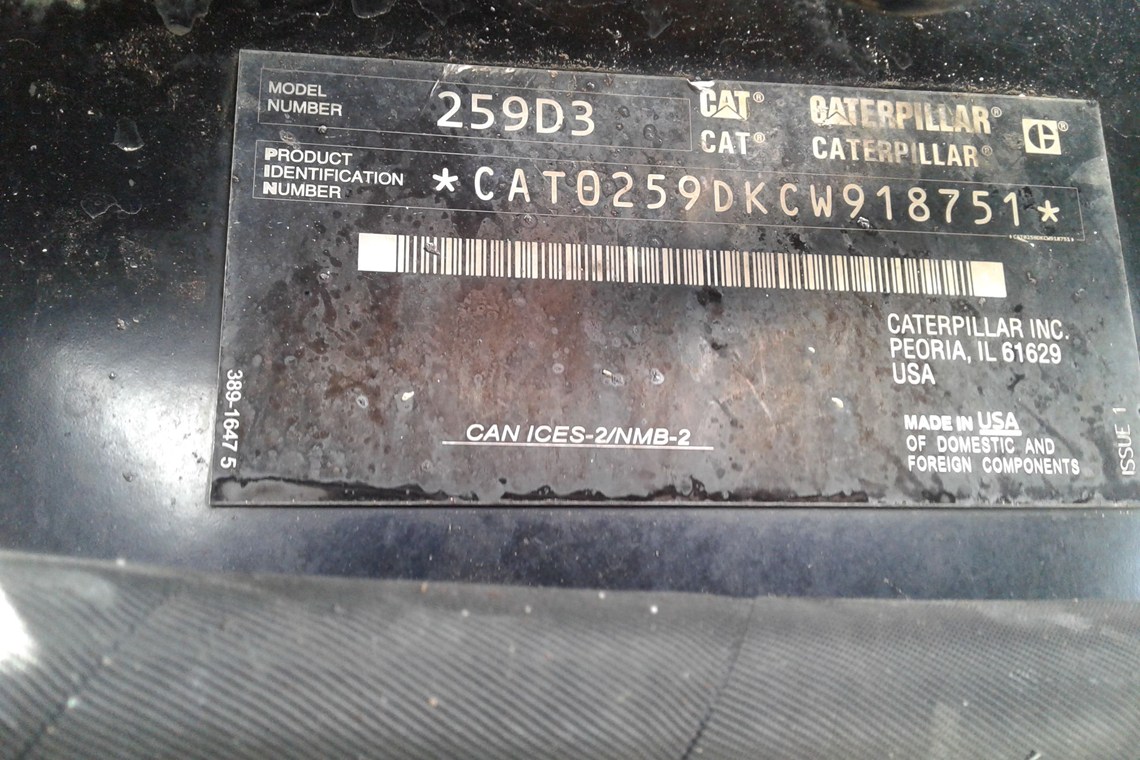 MODEL NUMBER 259D3
CAT® CATERPILLAR®
CAT® CATERPILLAR®
PRODUCT IDENTIFICATION NUMBER *CAT0259DKCW918751*
CATERPILLAR INC.
PEORIA, IL 61629
USA
MADE IN USA
OF DOMESTIC AND
FOREIGN COMPONENTS
CAN ICES-2/NMB-2
389-1647 5
ISSUE 1